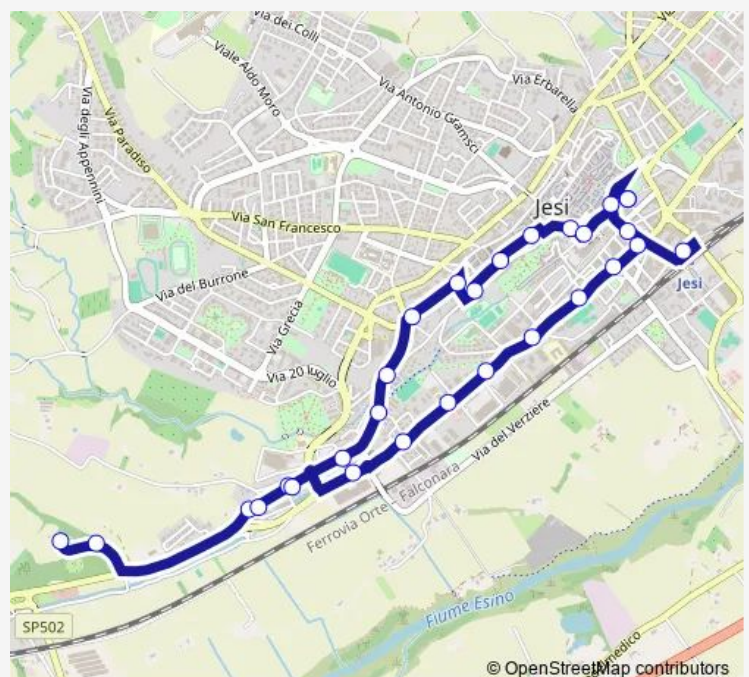 Via dei Colli
Viale Aldo Moro
Via Antonio Gramsci
Via Erbarella
Via degli Appennini
Via Paradiso
Jesi
Via San Francesco
Via del Burrone
Jesi
Via Grecia
Via 20 luglio
Via del Verziere
Ferrovia Orte - Falconara
Fiume Esino
SP502
© OpenStreetMap contributors